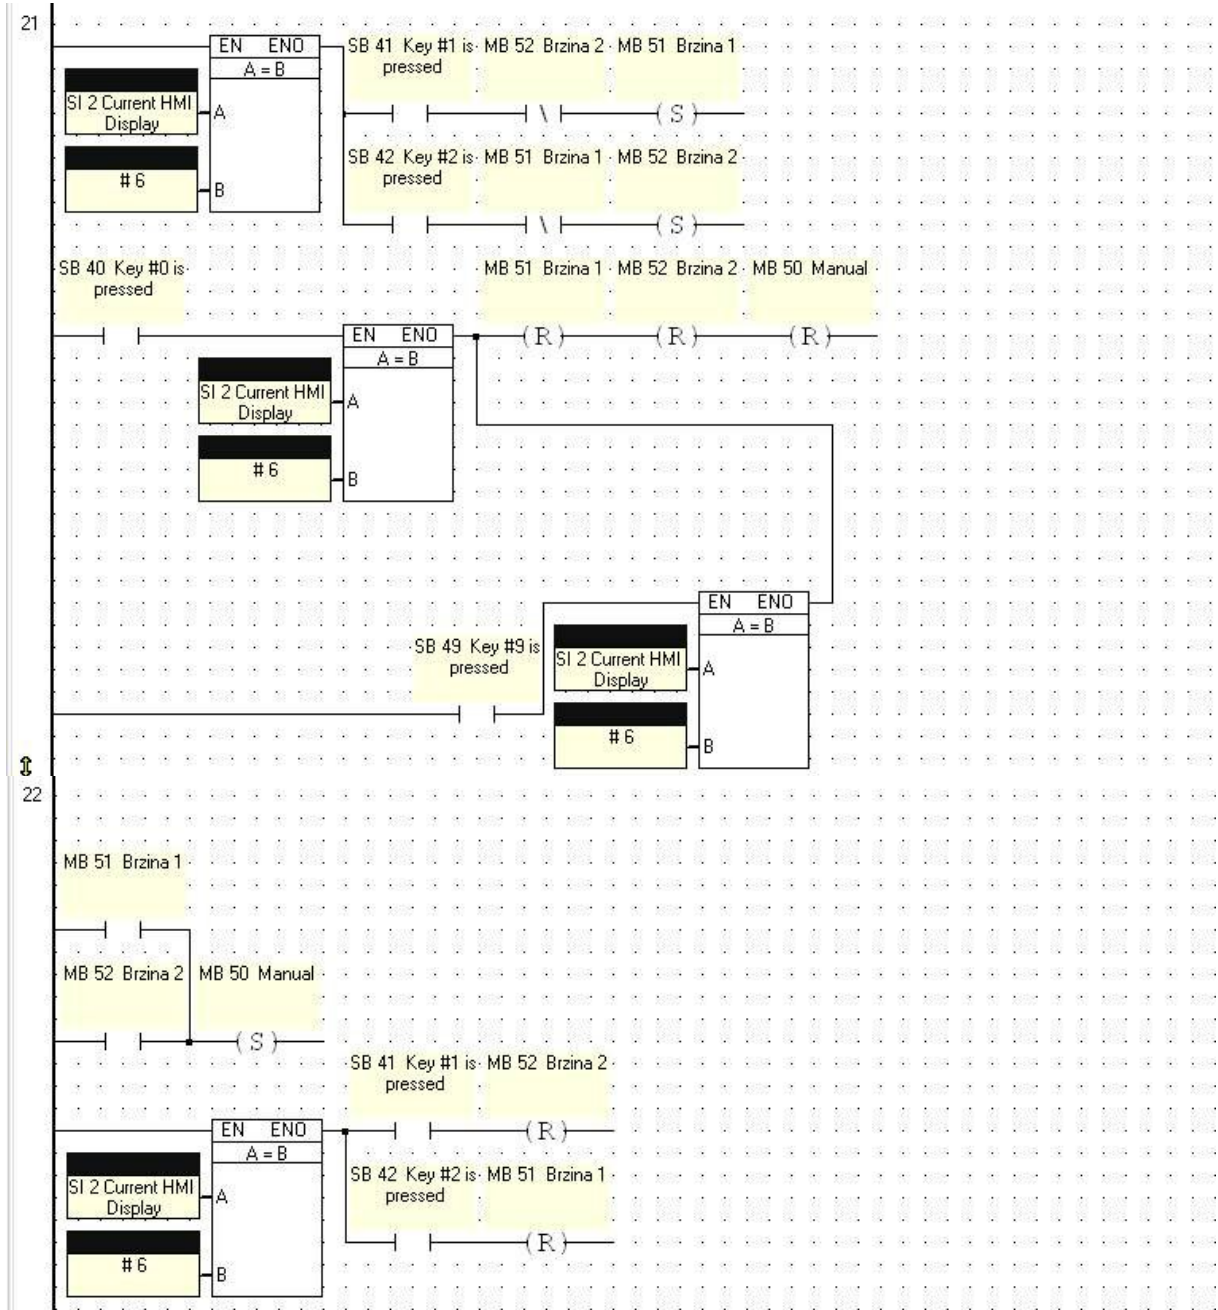 21
EN ENO
A = B
SI 2 Current HMI
Display
A
# 6
B
SB 41 Key #1 is
pressed
MB 52 Brzina 2
MB 51 Brzina 1
\
(S)
SB 42 Key #2 is
pressed
MB 51 Brzina 1
MB 52 Brzina 2
\
(S)
SB 40 Key #0 is
pressed
EN ENO
A = B
SI 2 Current HMI
Display
A
# 6
B
MB 51 Brzina 1
MB 52 Brzina 2
MB 50 Manual
(R)
(R)
(R)
SB 49 Key #9 is
pressed
EN ENO
A = B
SI 2 Current HMI
Display
A
# 6
B
22
MB 51 Brzina 1
MB 52 Brzina 2
MB 50 Manual
(S)
EN ENO
A = B
SI 2 Current HMI
Display
A
# 6
B
SB 41 Key #1 is
pressed
MB 52 Brzina 2
(R)
SB 42 Key #2 is
pressed
MB 51 Brzina 1
(R)